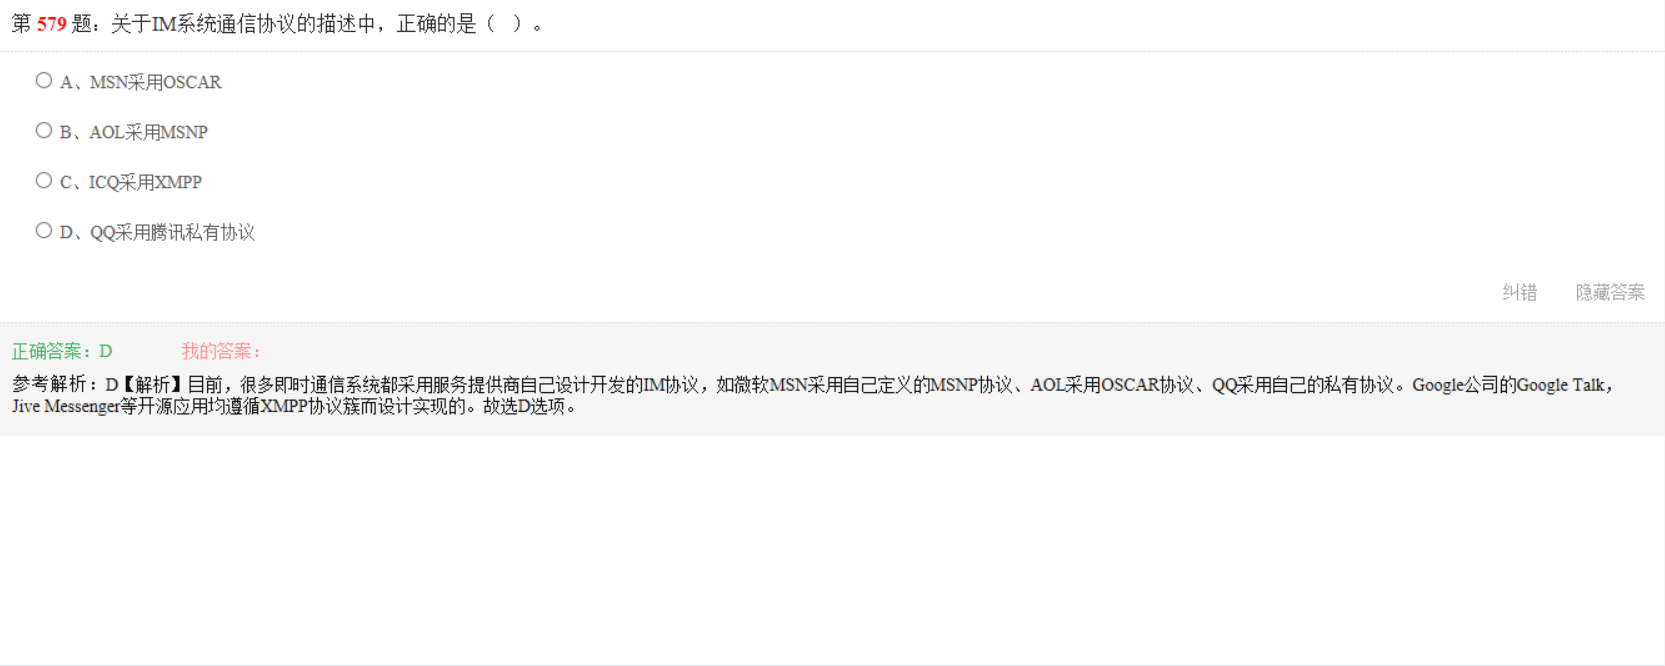 第 579 题：关于IM系统通信协议的描述中，正确的是（　）。
A、MSN采用OSCAR
B、AOL采用MSNP
C、ICQ采用XMPP
D、QQ采用腾讯私有协议
纠错 隐藏答案
正确答案：D 我的答案：
参考解析：D【解析】目前，很多即时通信系统都采用服务提供商自己设计开发的IM协议，如微软MSN采用自己定义的MSNP协议、AOL采用OSCAR协议、QQ采用自己的私有协议。Google公司的Google Talk，
Jive Messenger等开源应用均遵循XMPP协议簇而设计实现的。故选D选项。